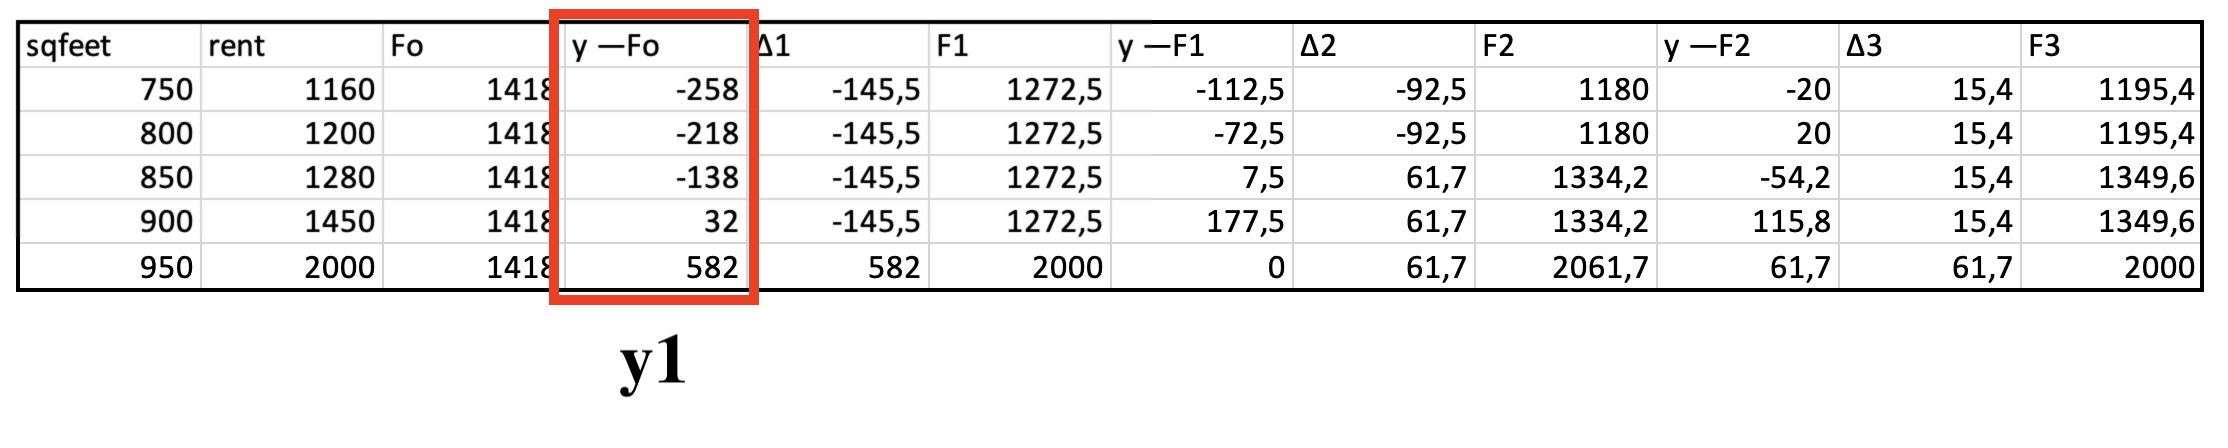 sqfeet rent Fo y —Fo Δ1 F1 y —F1 Δ2 F2 y —F2 Δ3 F3
750 1160 1418 -258 -145,5 1272,5 -112,5 -92,5 1180 -20 15,4 1195,4
800 1200 1418 -218 -145,5 1272,5 -72,5 -92,5 1180 20 15,4 1195,4
850 1280 1418 -138 -145,5 1272,5 7,5 61,7 1334,2 -54,2 15,4 1349,6
900 1450 1418 32 -145,5 1272,5 177,5 61,7 1334,2 115,8 15,4 1349,6
950 2000 1418 582 582 2000 0 61,7 2061,7 61,7 61,7 2000
y1